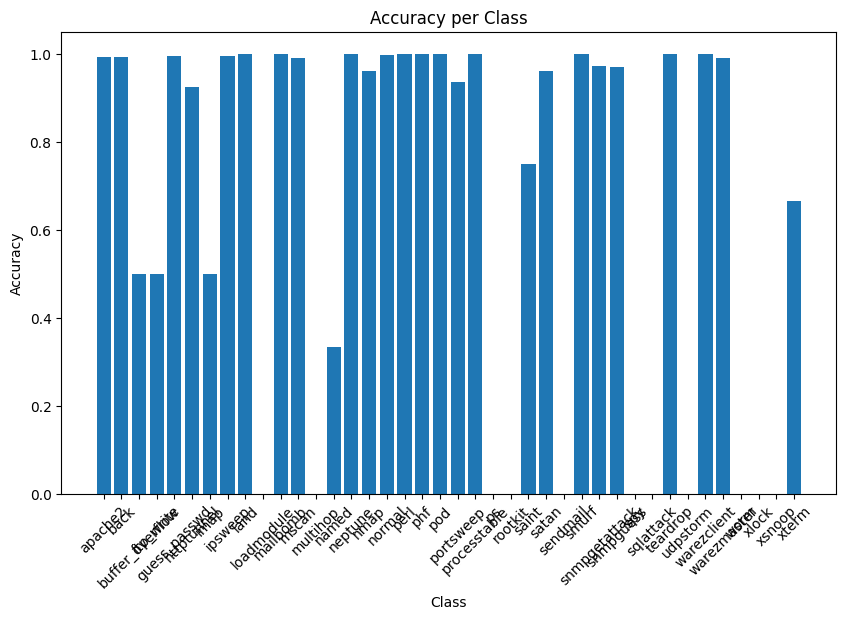 Accuracy per Class
Accuracy
1.0
0.8
0.6
0.4
0.2
0.0
apache2
back
buffer_overflow
ftp_write
guess_passwd
httptunnel
imap
ipsweep
land
loadmodule
mailbomb
mscan
multihop
named
neptune
nmap
normal
perl
phf
pod
portsweep
processtable
ps
rootkit
saint
satan
sendmail
smurf
snmpgetattack
snmpguess
spy
sqlattack
teardrop
udpstorm
warezclient
warezmaster
worm
xlock
xsnoop
xterm
Class